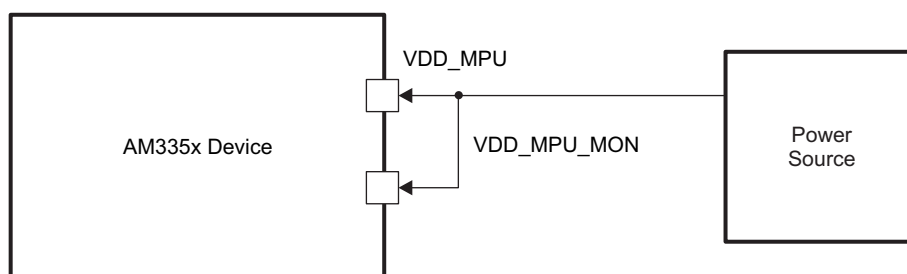 VDD_MPU
AM335x Device
VDD_MPU_MON
Power
Source